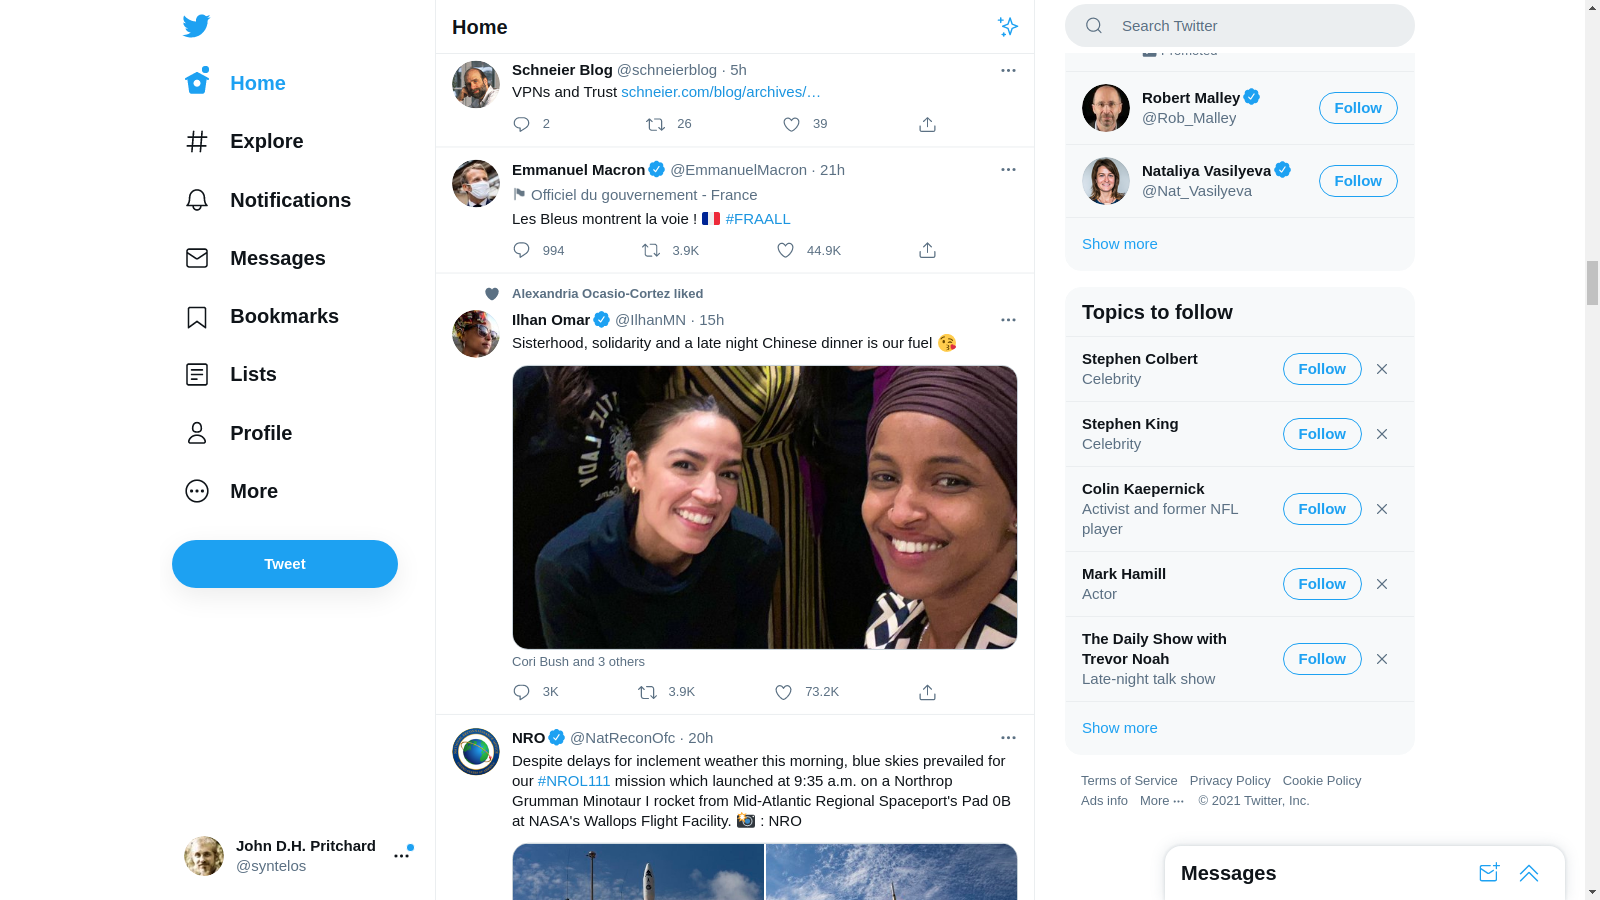 Home
Explore
Notifications
Messages
Bookmarks
Lists
Profile
More
Tweet
John D.H. Pritchard
@syntelos
Home
Schneier Blog @schneierblog · 5h
VPNs and Trust schneier.com/blog/archives/…
2 26 39
Emmanuel Macron @EmmanuelMacron · 21h
Officiel du gouvernement - France
Les Bleus montrent la voie ! 🇫🇷 #FRAALL
994 3.9K 44.9K
Alexandria Ocasio-Cortez liked
Ilhan Omar @IlhanMN · 15h
Sisterhood, solidarity and a late night Chinese dinner is our fuel 😘
LADY
Cori Bush and 3 others
3K 3.9K 73.2K
NRO @NatReconOfc · 20h
Despite delays for inclement weather this morning, blue skies prevailed for
our #NROL111 mission which launched at 9:35 a.m. on a Northrop
Grumman Minotaur I rocket from Mid-Atlantic Regional Spaceport's Pad 0B
at NASA's Wallops Flight Facility. 📸 : NRO
Search Twitter
Promoted
Robert Malley
@Rob_Malley
Follow
Nataliya Vasilyeva
@Nat_Vasilyeva
Follow
Show more
Topics to follow
Stephen Colbert
Celebrity
Follow
Stephen King
Celebrity
Follow
Colin Kaepernick
Activist and former NFL
player
Follow
Mark Hamill
Actor
Follow
The Daily Show with
Trevor Noah
Late-night talk show
Follow
Show more
Terms of Service Privacy Policy Cookie Policy
Ads info More ··· © 2021 Twitter, Inc.
Messages